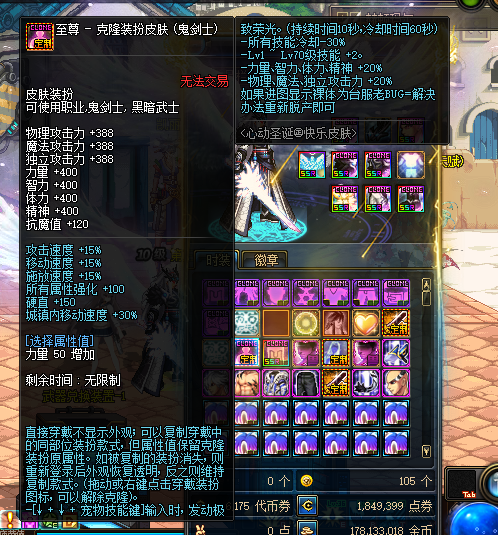 至尊 - 克隆装扮皮肤 (鬼剑士)
定制
无法交易
皮肤装扮
可使用职业,鬼剑士, 黑暗武士
物理攻击力 +388
魔法攻击力 +388
独立攻击力 +388
力量 +400
智力 +400
体力 +400
精神 +400
抗魔值 +120
攻击速度 +15%
移动速度 +15%
施放速度 +15%
所有属性强化 +100
硬直 +150
城镇内移动速度 +30%
[选择属性值]
力量 50 增加
剩余时间 : 无限制
直接穿戴不显示外观; 可以复制穿戴中
的同部位装扮款式, 但属性值保留克隆
装扮原属性。如被复制的装扮消失, 则
重新登录后外观恢复透明, 反之则维持
复制款式。(拖动或右键点击穿戴装扮
图标, 可以解除克隆)。
-[↓ + ↓ + 宠物技能键]输入时, 发动极
致荣光。(持续时间10秒;冷却时间60秒)
-所有技能冷却-30%
-Lv1 ~ Lv70级技能 +2。
-力量,智力,体力,精神 +20%
-物理,魔法,独立攻击力 +20%
如果进图显示裸体为台服老BUG=解决
办法重新脱产即可
<心动圣诞@快乐皮肤>
时装
徽章
0 个
105 个
175 代币券
1,849,399 点券
0 点
178,133,018 金币
Tab